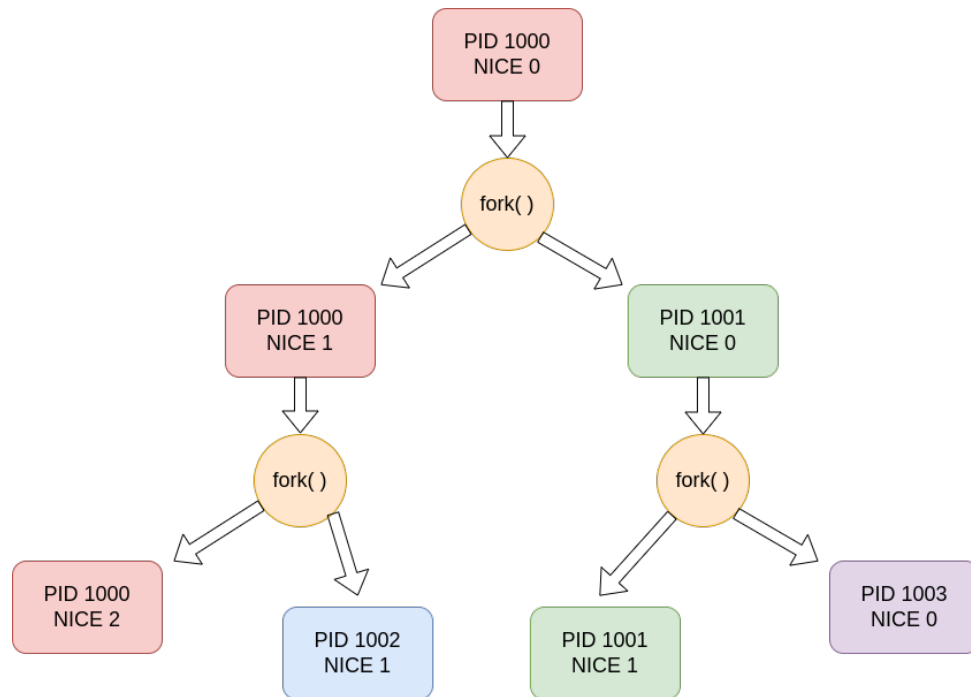 PID 1000
NICE 0
fork( )
PID 1000
NICE 1
PID 1001
NICE 0
fork( )
fork( )
PID 1000
NICE 2
PID 1002
NICE 1
PID 1001
NICE 1
PID 1003
NICE 0